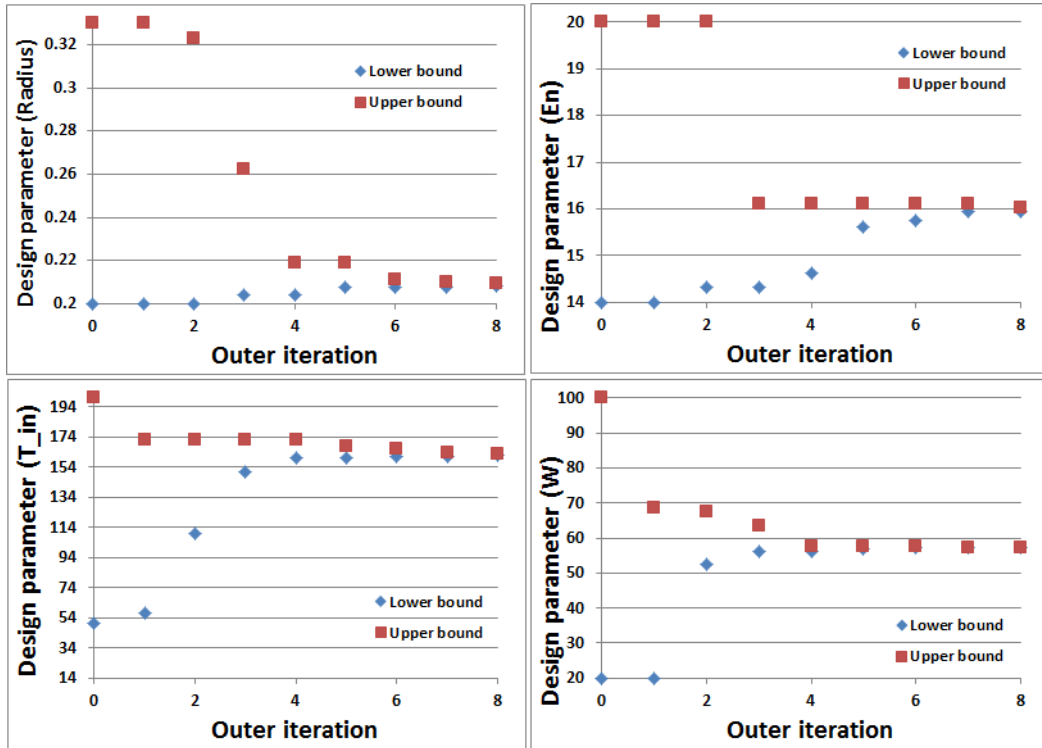 Design parameter (Radius)
0.32
0.3
0.28
0.26
0.24
0.22
0.2
Lower bound
Upper bound
0 2 4 6 8
Outer iteration
Design parameter (En)
20
19
18
17
16
15
14
Lower bound
Upper bound
0 2 4 6 8
Outer iteration
Design parameter (T_in)
194
174
154
134
114
94
74
54
34
14
Lower bound
Upper bound
0 2 4 6 8
Outer iteration
Design parameter (W)
100
90
80
70
60
50
40
30
20
Lower bound
Upper bound
0 2 4 6 8
Outer iteration